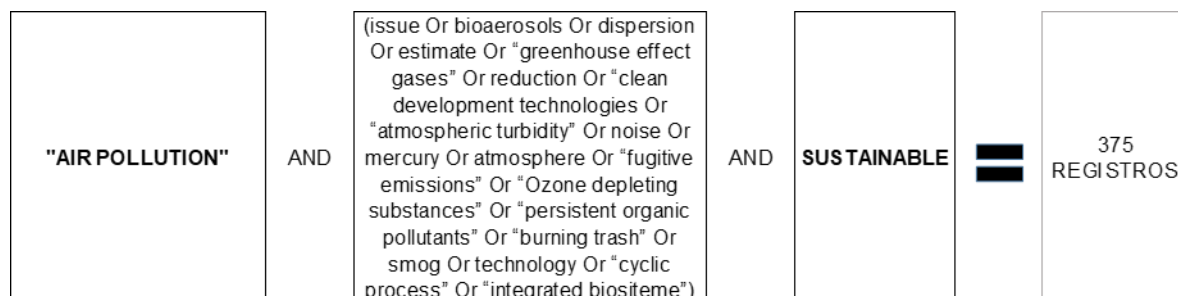 "AIR POLLUTION"
AND
(issue Or bioaerosols Or dispersion
Or estimate Or “greenhouse effect
gases” Or reduction Or “clean
development technologies Or
“atmospheric turbidity” Or noise Or
mercury Or atmosphere Or “fugitive
emissions” Or “Ozone depleting
substances” Or “persistent organic
pollutants” Or “burning trash” Or
smog Or technology Or “cyclic
process” Or “integrated biositeme”)
AND
SUSTAINABLE
=
375
REGISTROS